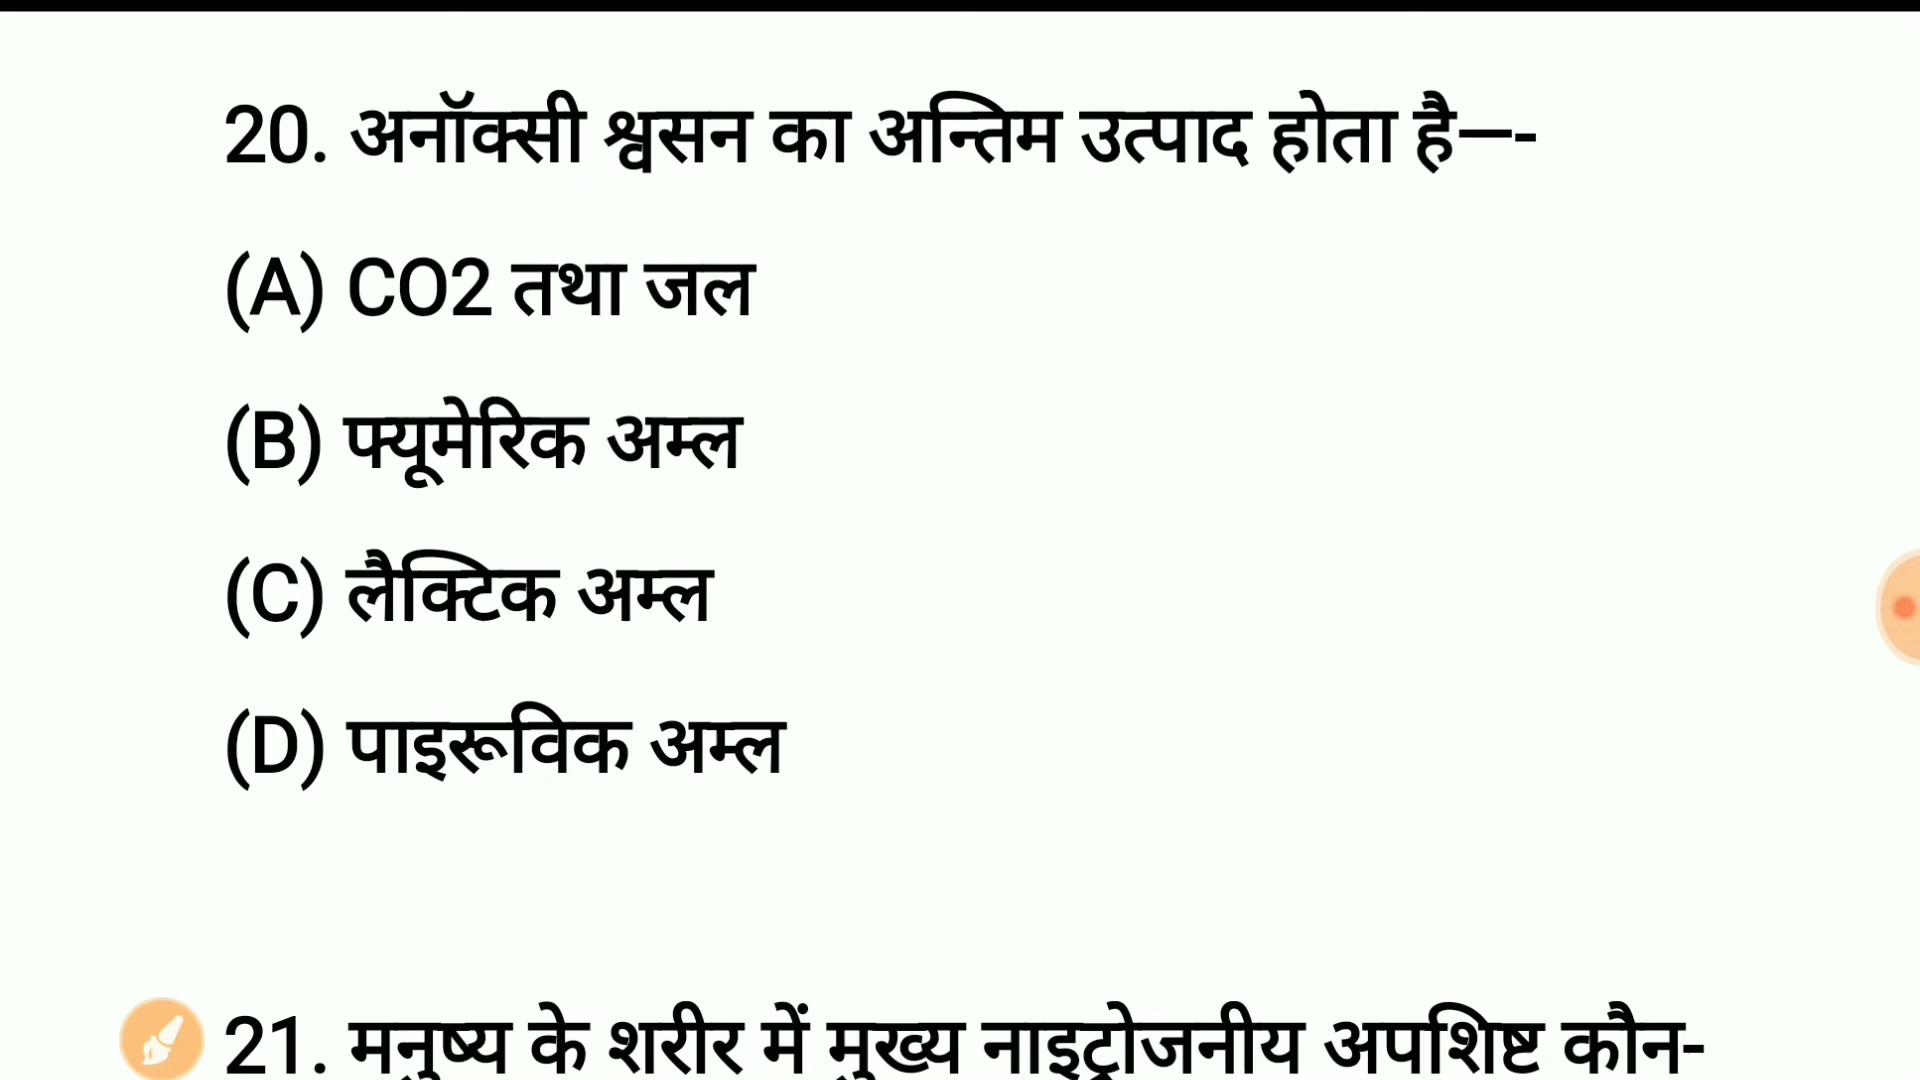 20. अनॉक्सी श्वसन का अन्तिम उत्पाद होता है—-
(A) CO2 तथा जल
(B) फ्यूमेरिक अम्ल
(C) लैक्टिक अम्ल
(D) पाइरूविक अम्ल
21. मनुष्य के शरीर में मुख्य नाइट्रोजनीय अपशिष्ट कौन-